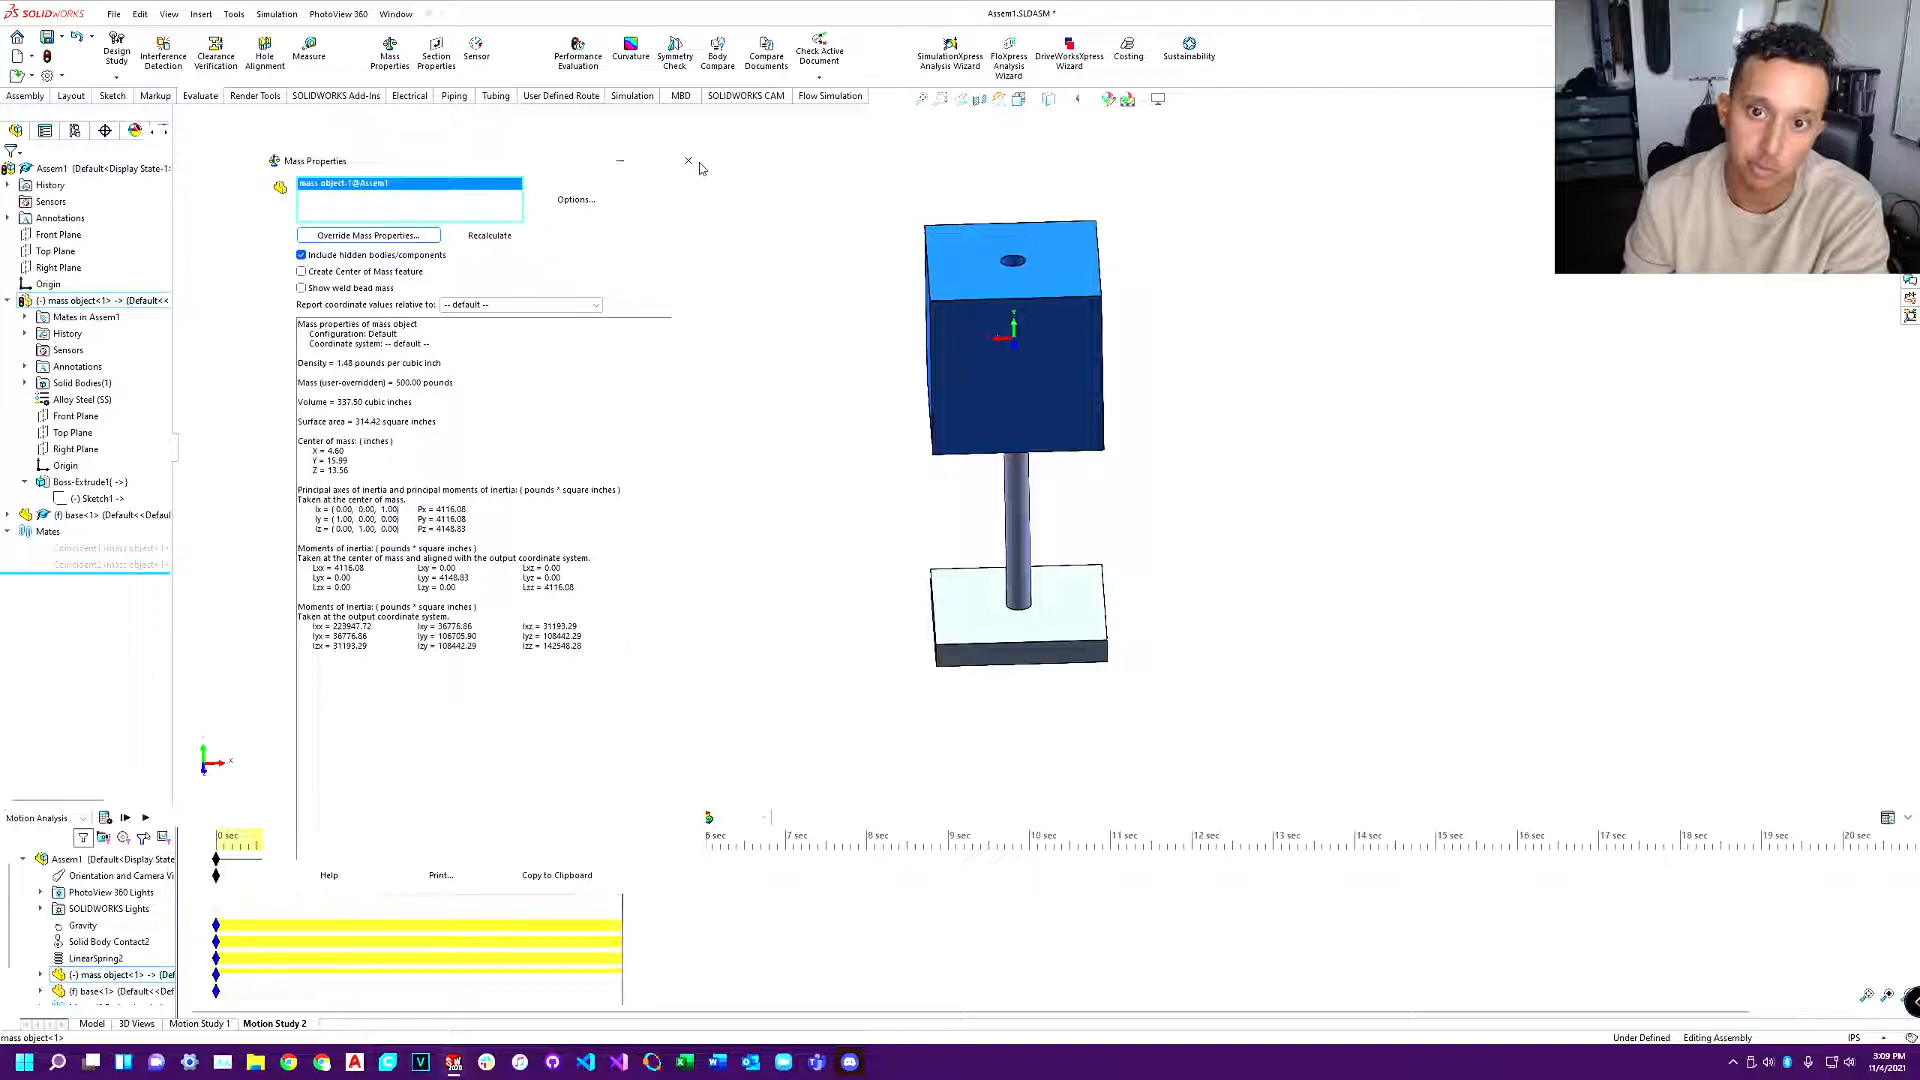 SOLIDWORKS File Edit View Insert Tools Simulation PhotoView 360 Window Assem1.SLDASM *
Design Study
Interference Detection
Clearance Verification
Hole Alignment
Measure
Mass Properties
Section Properties
Sensor
Performance Evaluation
Curvature
Symmetry Check
Body Compare
Compare Documents
Check Active Document
SimulationXpress Analysis Wizard
FloXpress Analysis Wizard
DriveWorksXpress Wizard
Costing
Sustainability
Assembly Layout Sketch Markup Evaluate Render Tools SOLIDWORKS Add-Ins Electrical Piping Tubing User Defined Route Simulation MBD SOLIDWORKS CAM Flow Simulation
Assem1 (Default<Display State-1>
History
Sensors
Annotations
Front Plane
Top Plane
Right Plane
Origin
(-) mass object<1> -> (Default<<
Mates in Assem1
History
Sensors
Annotations
Solid Bodies(1)
Alloy Steel (SS)
Front Plane
Top Plane
Right Plane
Origin
Boss-Extrude1{ ->}
(-) Sketch1 ->
(f) base<1> (Default<<Defaul
Mates
Coincident1 (mass object<1>
Coincident2 (mass object<1>
Mass Properties
mass object-1@Assem1
Options...
Override Mass Properties... Recalculate
Include hidden bodies/components
Create Center of Mass feature
Show weld bead mass
Report coordinate values relative to: -- default --
Mass properties of mass object
Configuration: Default
Coordinate system: -- default --
Density = 1.48 pounds per cubic inch
Mass (user-overridden) = 500.00 pounds
Volume = 337.50 cubic inches
Surface area = 314.42 square inches
Center of mass: ( inches )
X = 4.60
Y = 15.99
Z = 13.56
Principal axes of inertia and principal moments of inertia: ( pounds * square inches )
Taken at the center of mass.
Ix = ( 0.00, 0.00, 1.00) Px = 4116.08
Iy = ( 1.00, 0.00, 0.00) Py = 4116.08
Iz = ( 0.00, 1.00, 0.00) Pz = 4148.83
Moments of inertia: ( pounds * square inches )
Taken at the center of mass and aligned with the output coordinate system.
Lxx = 4116.08 Lxy = 0.00 Lxz = 0.00
Lyx = 0.00 Lyy = 4148.83 Lyz = 0.00
Lzx = 0.00 Lzy = 0.00 Lzz = 4116.08
Moments of inertia: ( pounds * square inches )
Taken at the output coordinate system.
Ixx = 223947.72 Ixy = 36776.86 Ixz = 31193.29
Iyx = 36776.86 Iyy = 106705.90 Iyz = 108442.29
Izx = 31193.29 Izy = 108442.29 Izz = 142548.28
Help Print... Copy to Clipboard
Y
X
Z
Motion Analysis
0 sec 6 sec 7 sec 8 sec 9 sec 10 sec 11 sec 12 sec 13 sec 14 sec 15 sec 16 sec 17 sec 18 sec 19 sec 20 sec
Assem1 (Default<Display State
Orientation and Camera Vi
PhotoView 360 Lights
SOLIDWORKS Lights
Gravity
Solid Body Contact2
LinearSpring2
(-) mass object<1> -> (Def
(f) base<1> (Default<<Def
Model 3D Views Motion Study 1 Motion Study 2
mass object<1> Under Defined Editing Assembly IPS
3:09 PM
11/4/2021